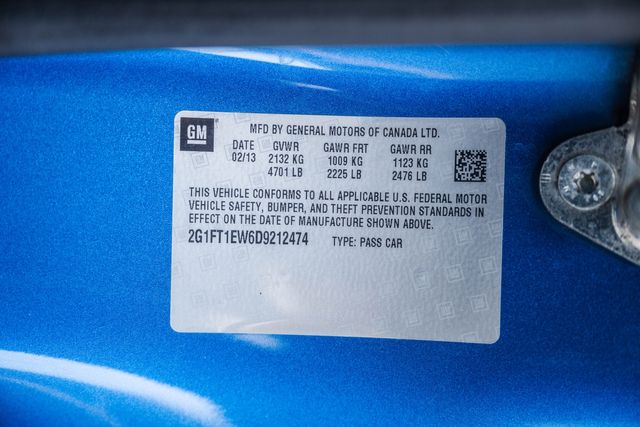 GM
MFD BY GENERAL MOTORS OF CANADA LTD.
DATE GVWR GAWR FRT GAWR RR
02/13 2132 KG 1009 KG 1123 KG
4701 LB 2225 LB 2476 LB
THIS VEHICLE CONFORMS TO ALL APPLICABLE U.S. FEDERAL MOTOR
VEHICLE SAFETY, BUMPER, AND THEFT PREVENTION STANDARDS IN
EFFECT ON THE DATE OF MANUFACTURE SHOWN ABOVE.
2G1FT1EW6D9212474 TYPE: PASS CAR